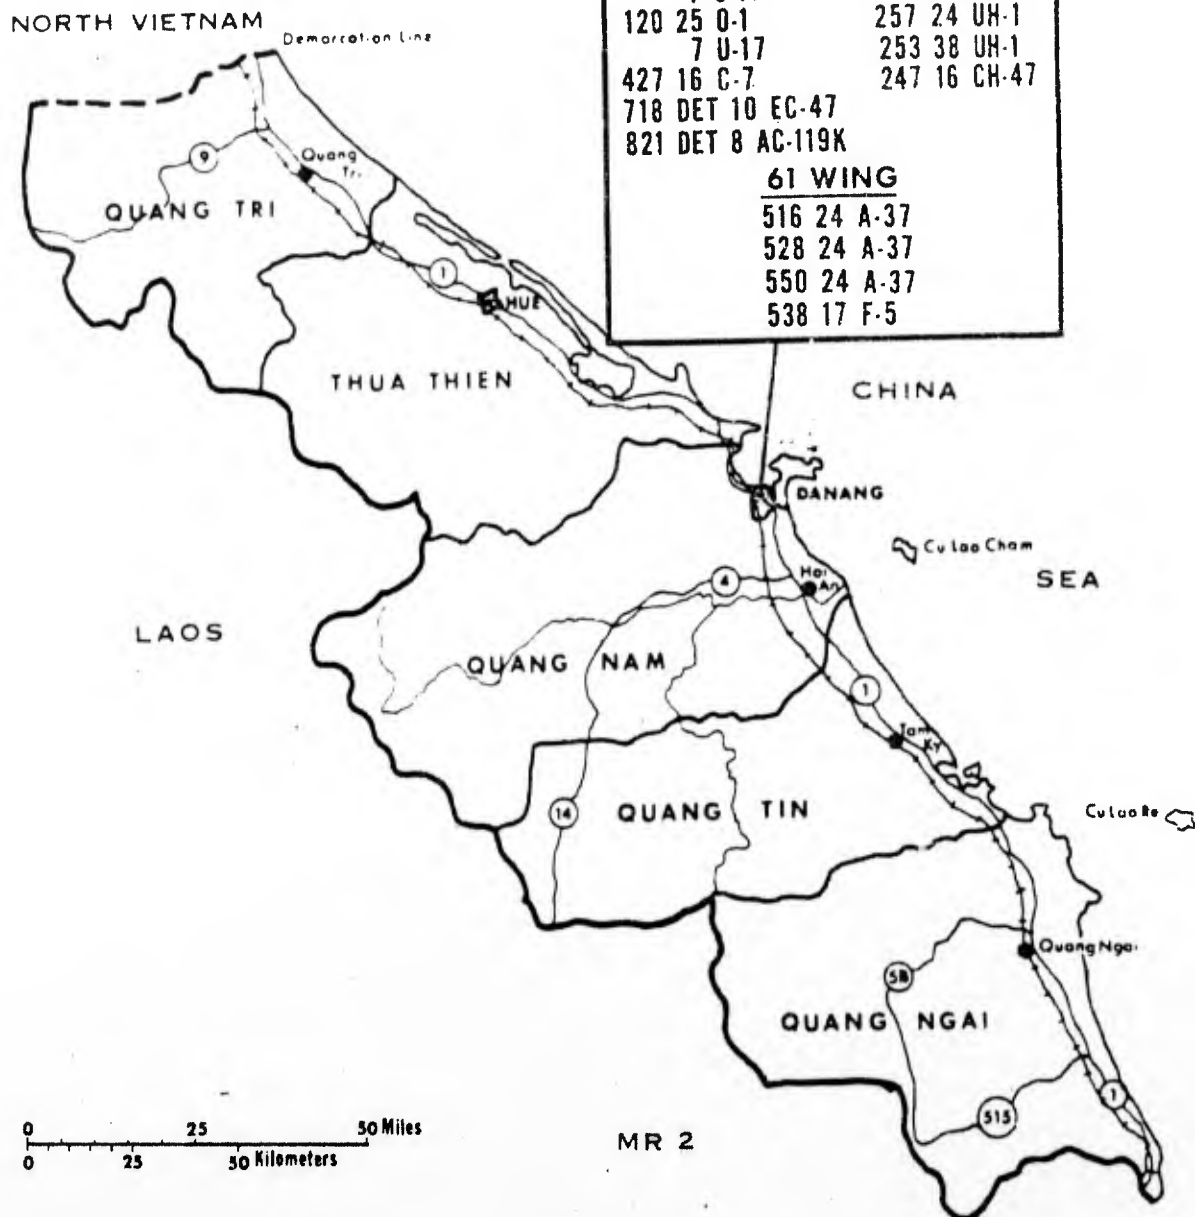 NORTH VIETNAM
Demarcation Line
120 25 O-1
7 U-17
427 16 C-7
718 DET 10 EC-47
821 DET 8 AC-119K
257 24 UH-1
253 38 UH-1
247 16 CH-47
61 WING
516 24 A-37
528 24 A-37
550 24 A-37
538 17 F-5
9
Quang
Tri
QUANG TRI
1
HUE
THUA THIEN
CHINA
DANANG
Cu Lao Cham
SEA
4
Hoi
An
LAOS
QUANG NAM
1
Tam
Ky
14
QUANG TIN
Cu Lao Re
Quang Ngai
5B
QUANG NGAI
1
515
0 25 50 Miles
0 25 50 Kilometers
MR 2